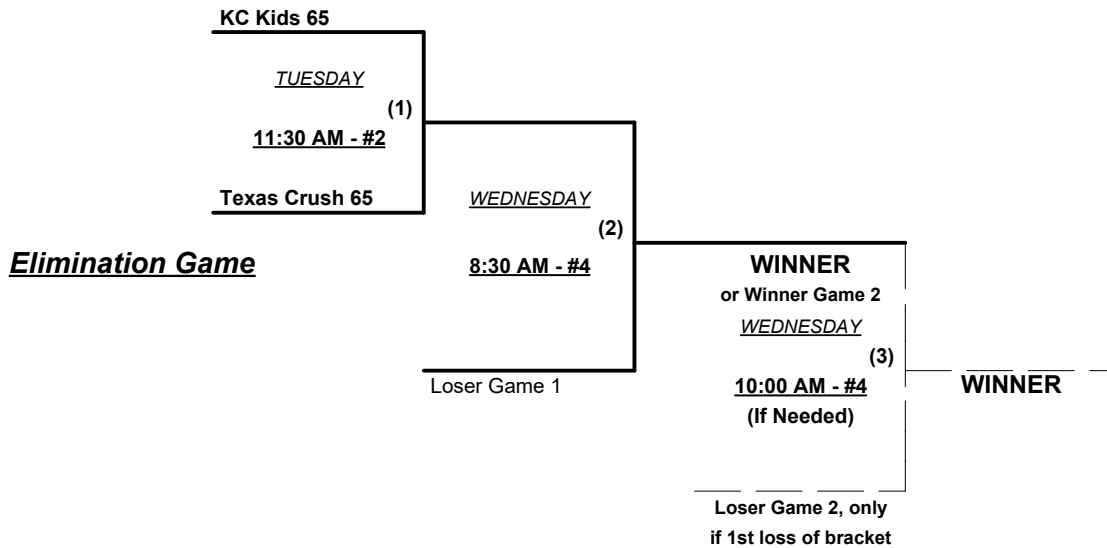 KC Kids 65
TUESDAY
(1)
11:30 AM - #2
Texas Crush 65
WEDNESDAY
(2)
Elimination Game
8:30 AM - #4
WINNER
or Winner Game 2
WEDNESDAY
(3)
Loser Game 1
10:00 AM - #4
WINNER
(If Needed)
Loser Game 2, only
if 1st loss of bracket